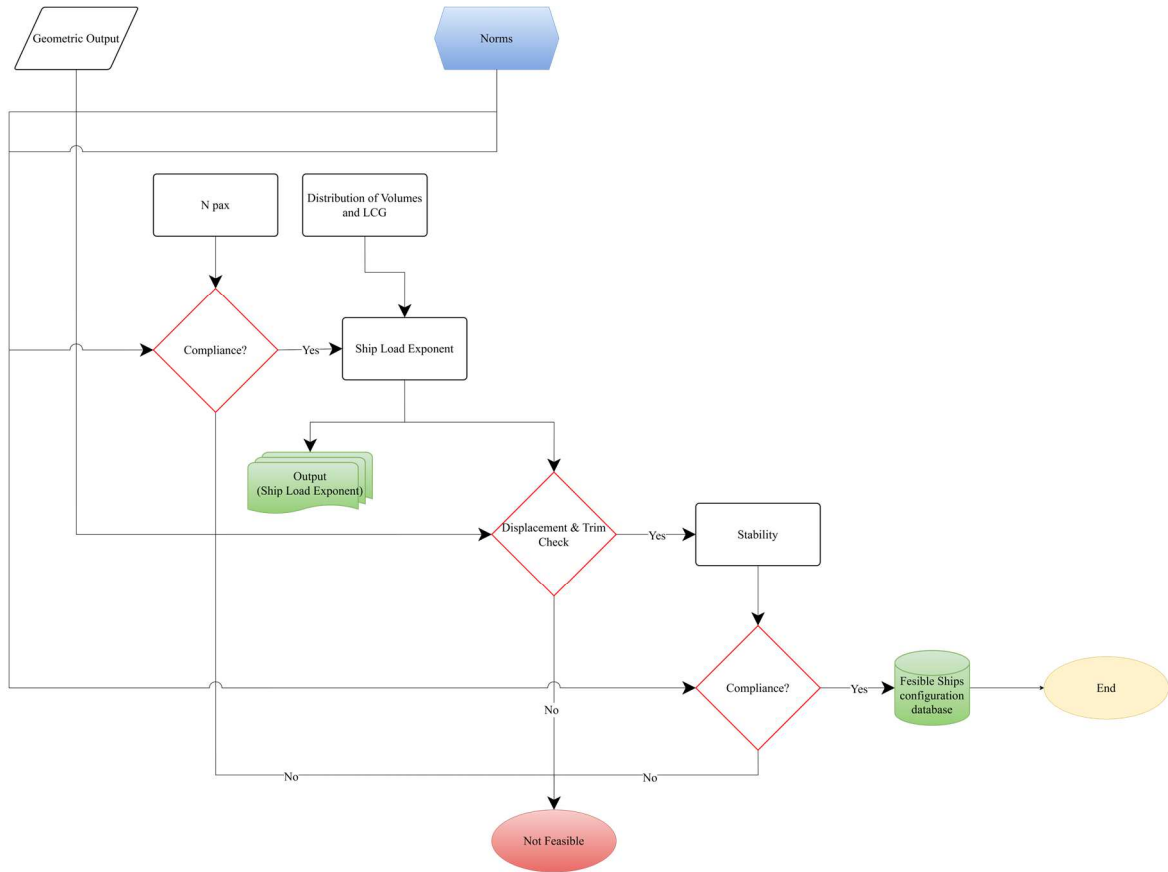 Geometric Output
Norms
N pax
Distribution of Volumes
and LCG
Compliance?
Yes
Ship Load Exponent
Output
(Ship Load Exponent)
Displacement & Trim
Check
Yes
Stability
Compliance?
Yes
Fesible Ships
configuration
database
End
No
No
No
Not Feasible